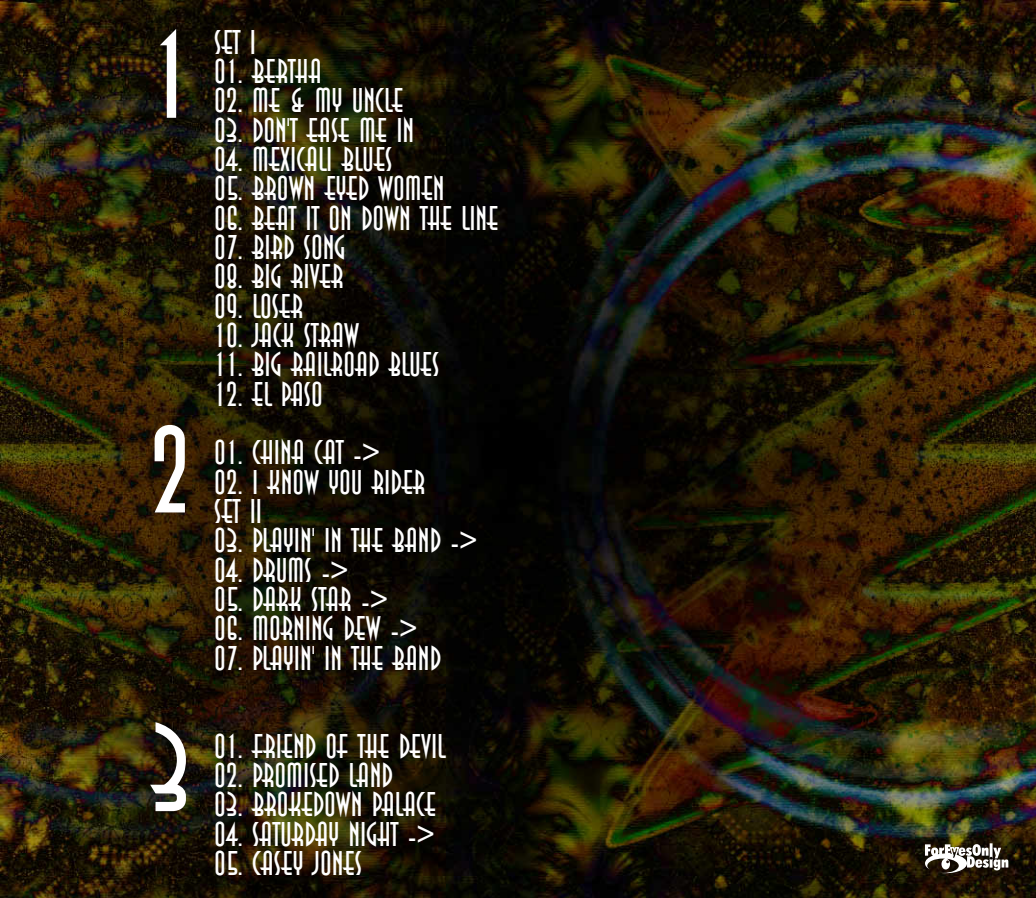 1
SET I
01. BERTHA
02. ME & MY UNCLE
03. DON'T EASE ME IN
04. MEXICALI BLUES
05. BROWN EYED WOMEN
06. BEAT IT ON DOWN THE LINE
07. BIRD SONG
08. BIG RIVER
09. LOSER
10. JACK STRAW
11. BIG RAILROAD BLUES
12. EL PASO
2
01. CHINA CAT ->
02. I KNOW YOU RIDER
SET II
03. PLAYIN' IN THE BAND ->
04. DRUMS ->
05. DARK STAR ->
06. MORNING DEW ->
07. PLAYIN' IN THE BAND
3
01. FRIEND OF THE DEVIL
02. PROMISED LAND
03. BROKEDOWN PALACE
04. SATURDAY NIGHT ->
05. CASEY JONES
ForEyesOnly
Design